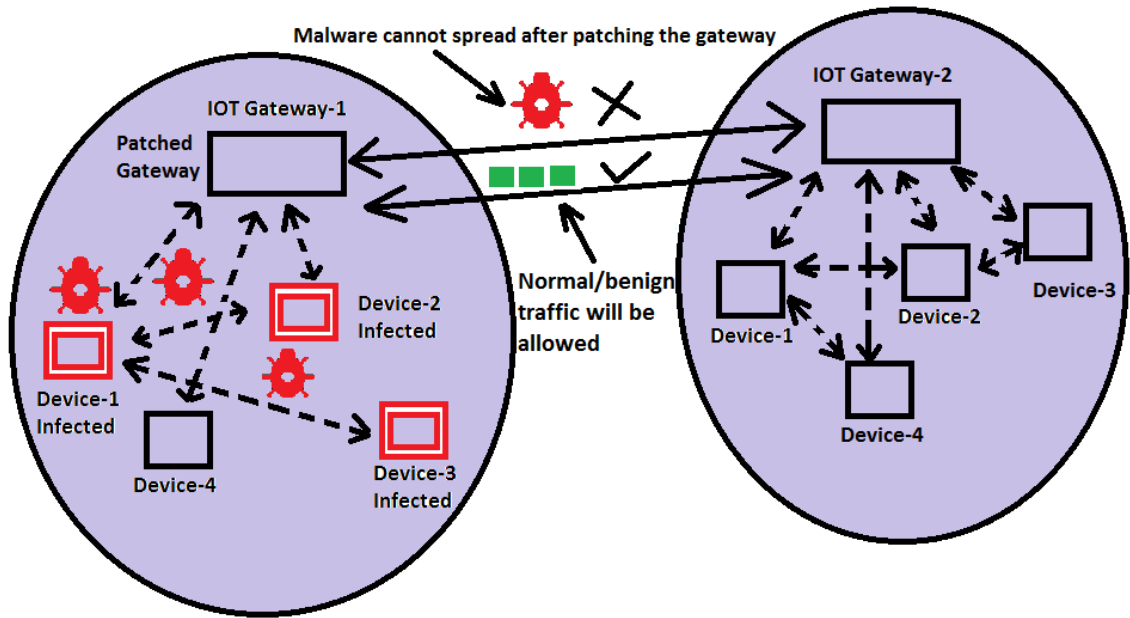 Malware cannot spread after patching the gateway
IOT Gateway-1
Patched
Gateway
Device-2
Infected
Device-1
Infected
Device-4
Device-3
Infected
Normal/benign
traffic will be
allowed
IOT Gateway-2
Device-3
Device-2
Device-1
Device-4